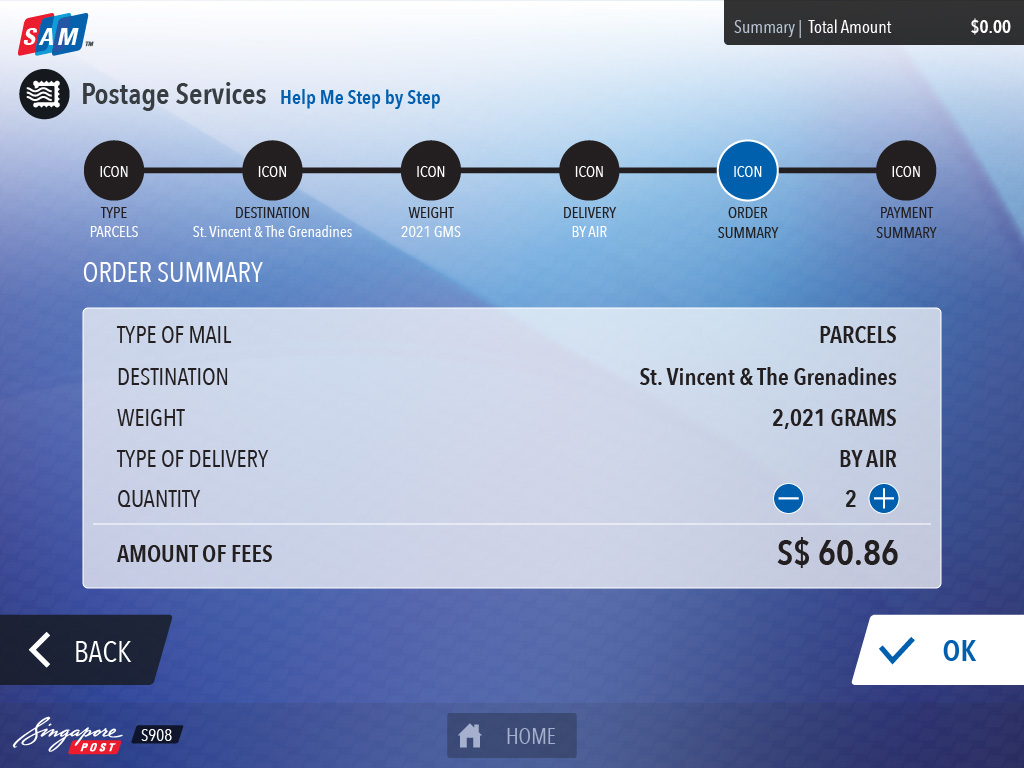 SAM TM
Summary | Total Amount $0.00
Postage Services Help Me Step by Step
ICON ICON ICON ICON ICON ICON
TYPE DESTINATION WEIGHT DELIVERY ORDER PAYMENT
PARCELS St. Vincent & The Grenadines 2021 GMS BY AIR SUMMARY SUMMARY
ORDER SUMMARY
TYPE OF MAIL PARCELS
DESTINATION St. Vincent & The Grenadines
WEIGHT 2,021 GRAMS
TYPE OF DELIVERY BY AIR
QUANTITY 2
AMOUNT OF FEES S$ 60.86
BACK
OK
Singapore POST S908
HOME